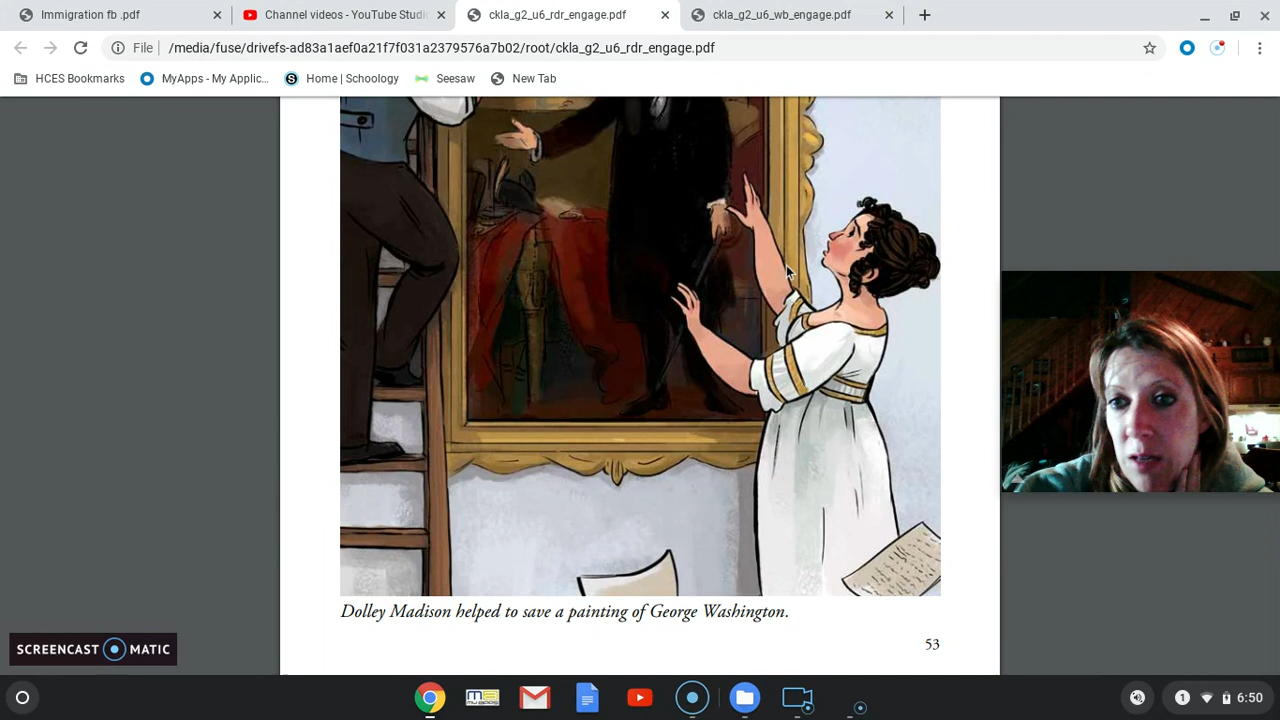 Immigration fb .pdf
Channel videos - YouTube Studi
ckla_g2_u6_rdr_engage.pdf
ckla_g2_u6_wb_engage.pdf
File
/media/fuse/drivefs-ad83a1aef0a21f7f031a2379576a7b02/root/ckla_g2_u6_rdr_engage.pdf
HCES Bookmarks
MyApps - My Applic...
Home | Schoology
Seesaw
New Tab
Dolley Madison helped to save a painting of George Washington.
53
SCREENCAST MATIC
1
6:50